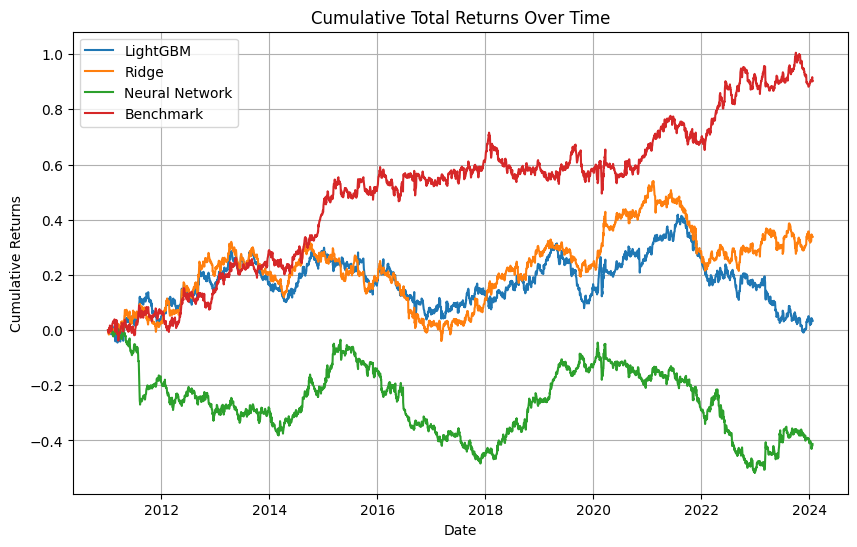 Cumulative Total Returns Over Time
LightGBM
Ridge
Neural Network
Benchmark
Cumulative Returns
1.0
0.8
0.6
0.4
0.2
0.0
−0.2
−0.4
2012
2014
2016
2018
2020
2022
2024
Date